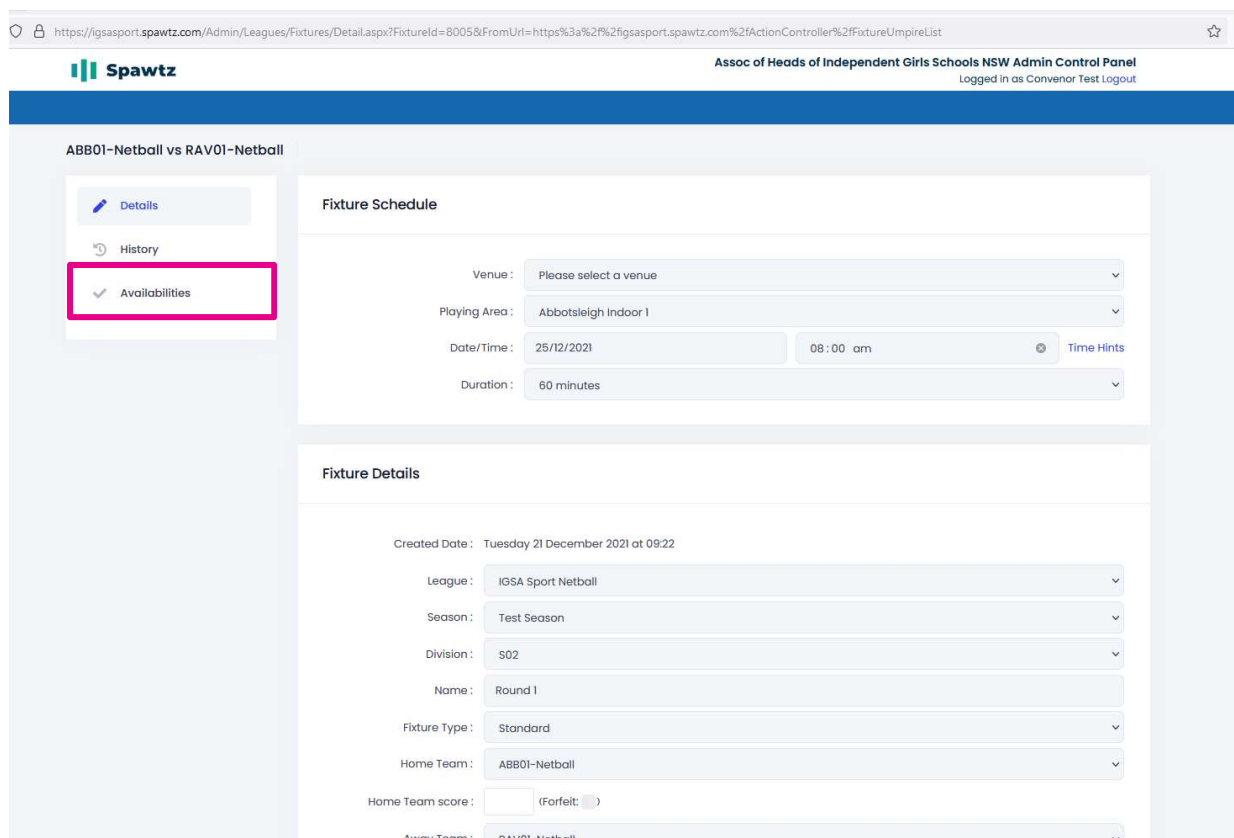 https://igsasport.spawtz.com/Admin/Leagues/Fixtures/Detail.aspx?FixtureId=8005&FromUrl=https%3a%2f%2figsasport.spawtz.com%2fActionController%2fFixtureUmpireList
Spawtz
Assoc of Heads of Independent Girls Schools NSW Admin Control Panel
Logged in as Convenor Test Logout
ABB01-Netball vs RAV01-Netball
Details
History
Availabilities
Fixture Schedule
Venue : Please select a venue
Playing Area : Abbotsleigh Indoor 1
Date/Time : 25/12/2021 08:00 am Time Hints
Duration : 60 minutes
Fixture Details
Created Date : Tuesday 21 December 2021 at 09:22
League : IGSA Sport Netball
Season : Test Season
Division : S02
Name : Round 1
Fixture Type : Standard
Home Team : ABB01-Netball
Home Team score : (Forfeit: )
Away Team : RAV01-Netball